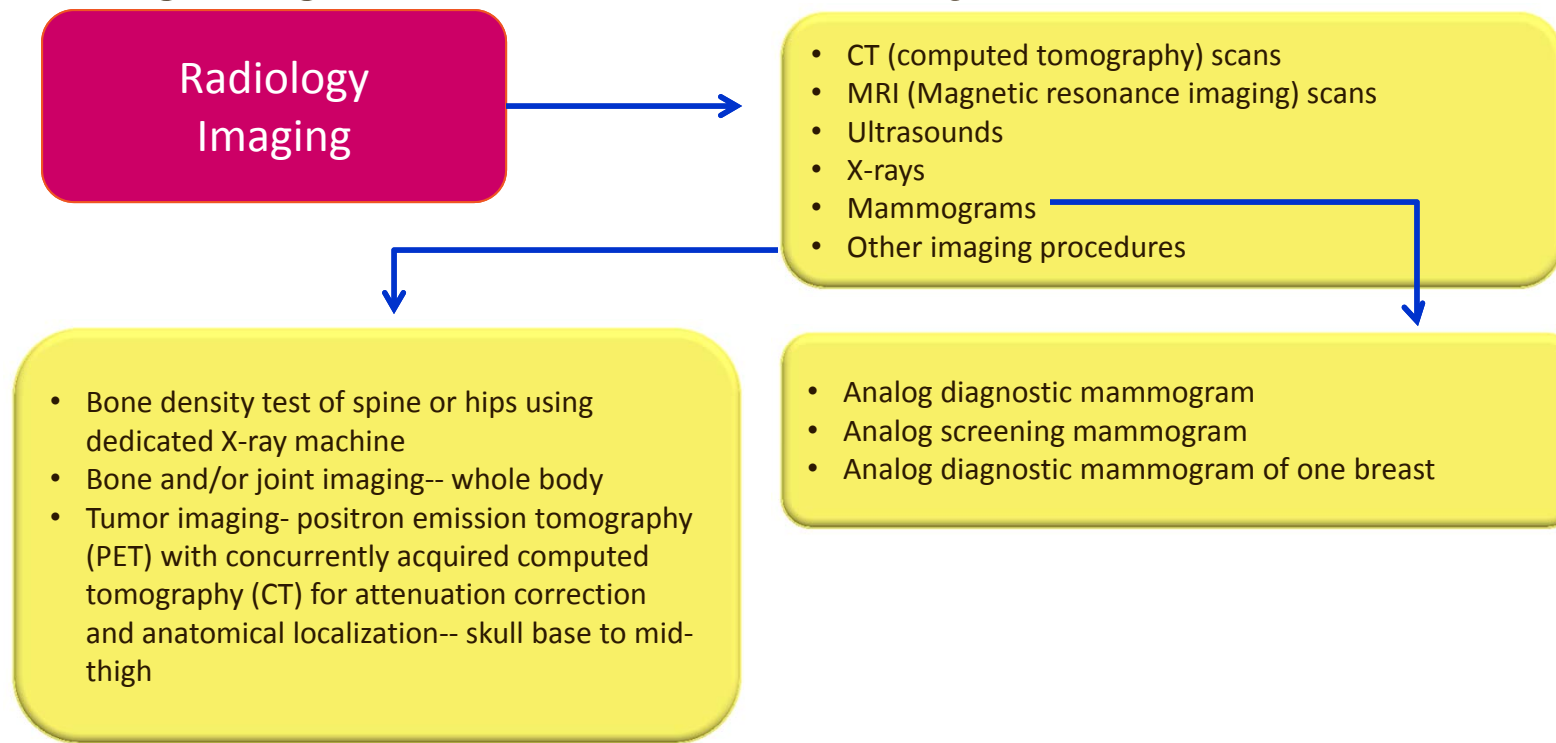 Radiology
Imaging
• CT (computed tomography) scans
• MRI (Magnetic resonance imaging) scans
• Ultrasounds
• X-rays
• Mammograms
• Other imaging procedures
• Bone density test of spine or hips using
dedicated X-ray machine
• Bone and/or joint imaging-- whole body
• Tumor imaging- positron emission tomography
(PET) with concurrently acquired computed
tomography (CT) for attenuation correction
and anatomical localization-- skull base to mid-
thigh
• Analog diagnostic mammogram
• Analog screening mammogram
• Analog diagnostic mammogram of one breast